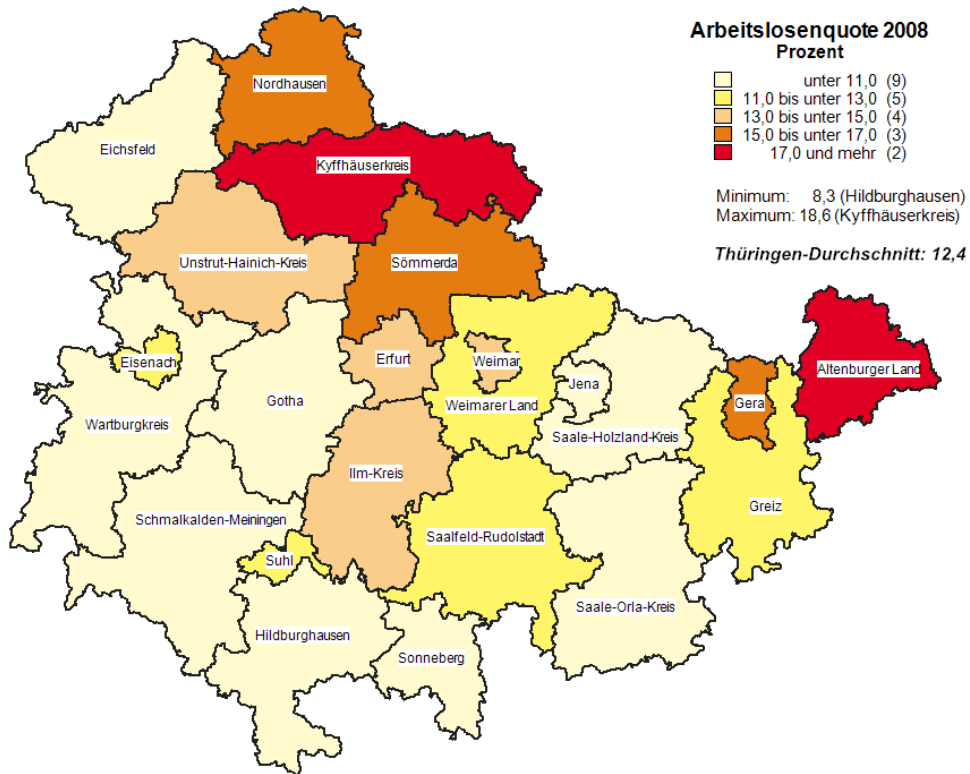 Arbeitslosenquote 2008
Prozent
unter 11,0 (9)
11,0 bis unter 13,0 (5)
13,0 bis unter 15,0 (4)
15,0 bis unter 17,0 (3)
17,0 und mehr (2)
Minimum: 8,3 (Hildburghausen)
Maximum: 18,6 (Kyffhäuserkreis)
Thüringen-Durchschnitt: 12,4
Nordhausen
Eichsfeld
Kyffhäuserkreis
Unstrut-Hainich-Kreis
Sömmerda
Eisenach
Erfurt
Weimar
Jena
Altenburger Land
Gotha
Weimarer Land
Gera
Wartburgkreis
Saale-Holzland-Kreis
Ilm-Kreis
Greiz
Schmalkalden-Meiningen
Saalfeld-Rudolstadt
Suhl
Saale-Orla-Kreis
Hildburghausen
Sonneberg